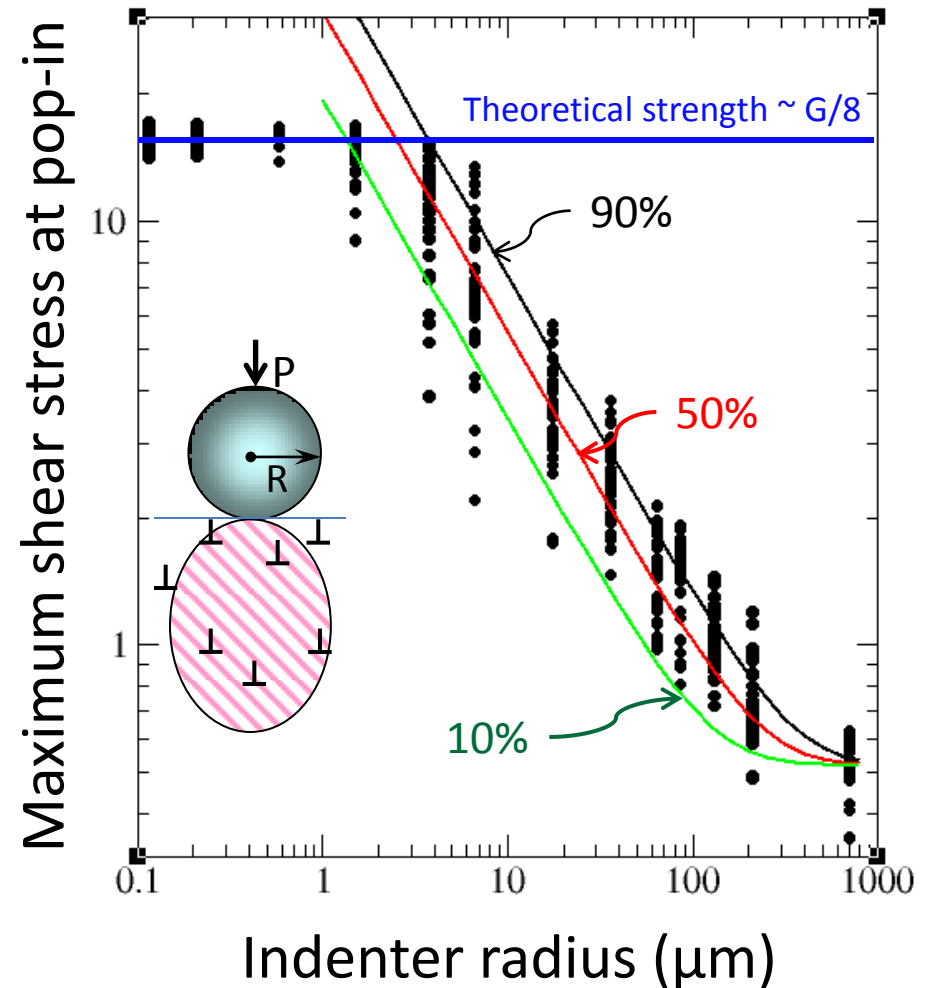 Maximum shear stress at pop-in
Theoretical strength ~ G/8
10
90%
P
50%
R
1
10%
0.1 1 10 100 1000
Indenter radius (μm)